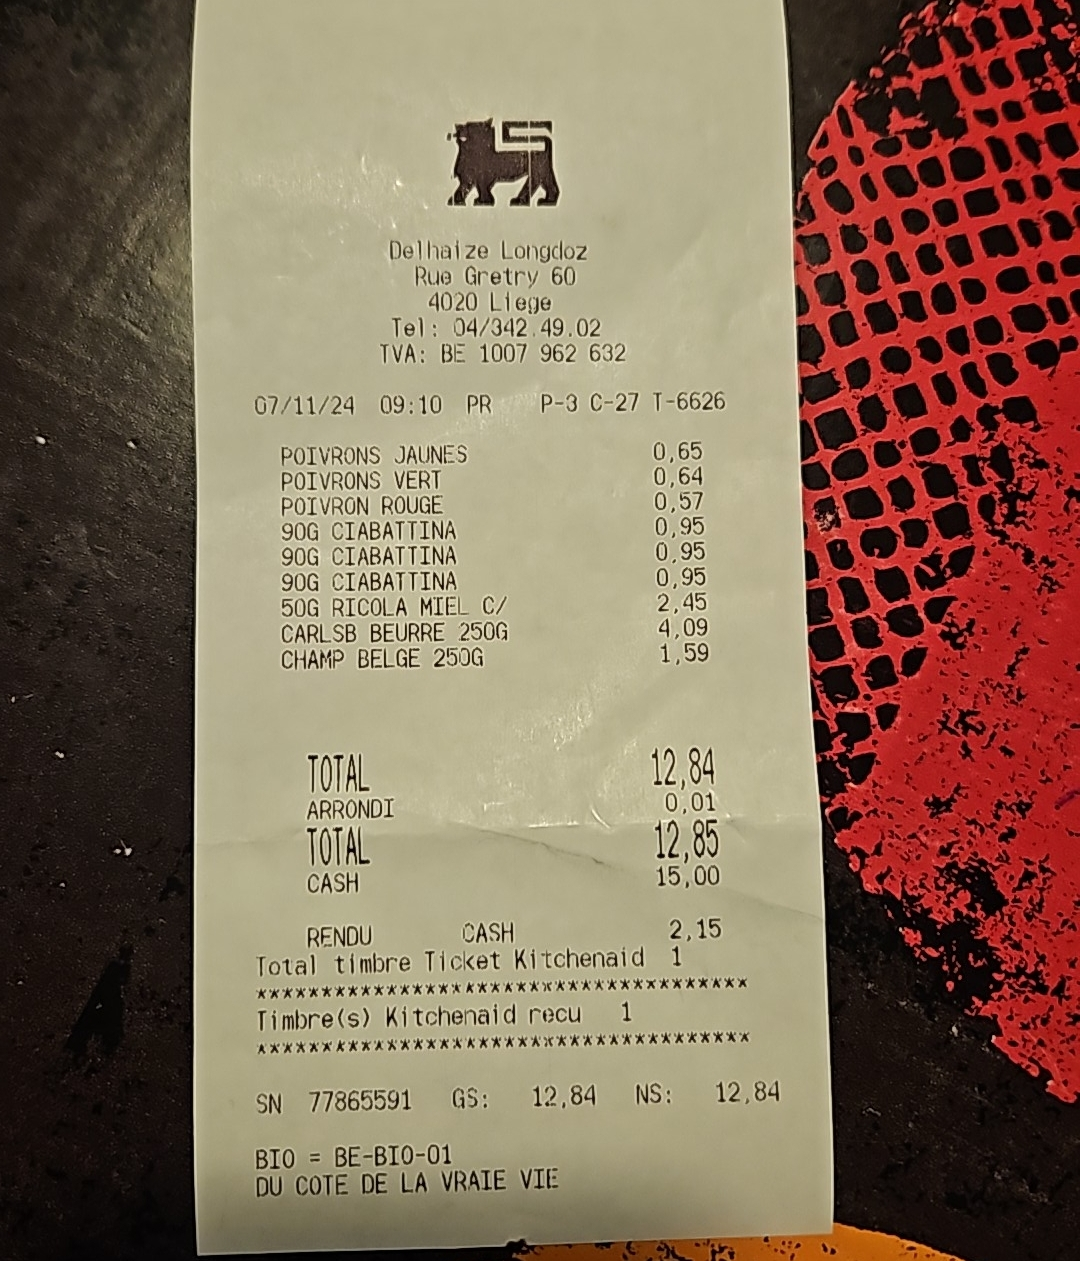 Delhaize Longdoz
Rue Gretry 60
4020 Liege
Tel: 04/342.49.02
TVA: BE 1007 962 632
07/11/24 09:10 PR P-3 C-27 T-6626
POIVRONS JAUNES 0,65
POIVRONS VERT 0,64
POIVRON ROUGE 0,57
90G CIABATTINA 0,95
90G CIABATTINA 0,95
90G CIABATTINA 0,95
50G RICOLA MIEL C/ 2,45
CARLSB BEURRE 250G 4,09
CHAMP BELGE 250G 1,59
TOTAL 12,84
ARRONDI 0,01
TOTAL 12,85
CASH 15,00
RENDU CASH 2,15
Total timbre Ticket Kitchenaid 1
**************************************
Timbre(s) Kitchenaid recu 1
**************************************
SN 77865591 GS: 12,84 NS: 12,84
BIO = BE-BIO-01
DU COTE DE LA VRAIE VIE